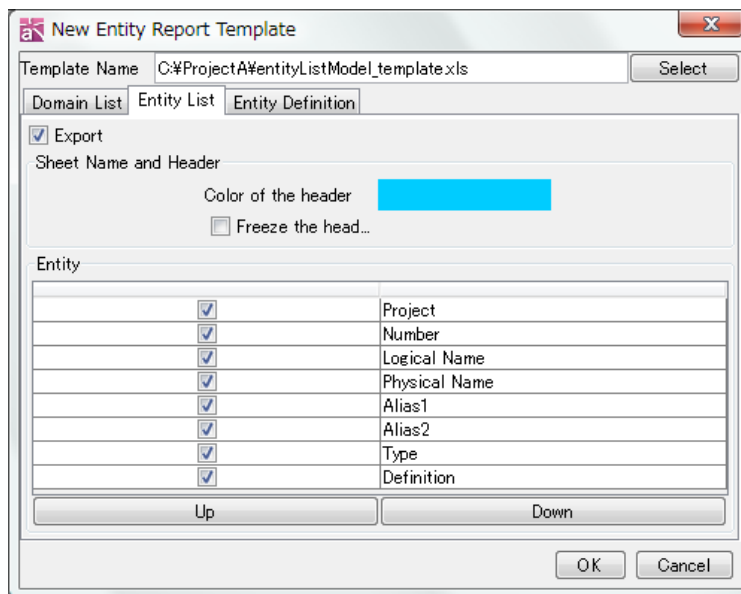 New Entity Report Template
Template Name C:¥ProjectA¥entityListModel_template.xls Select
Domain List Entity List Entity Definition
Export
Sheet Name and Header
Color of the header
Freeze the head...
Entity
Project
Number
Logical Name
Physical Name
Alias1
Alias2
Type
Definition
Up Down
OK Cancel